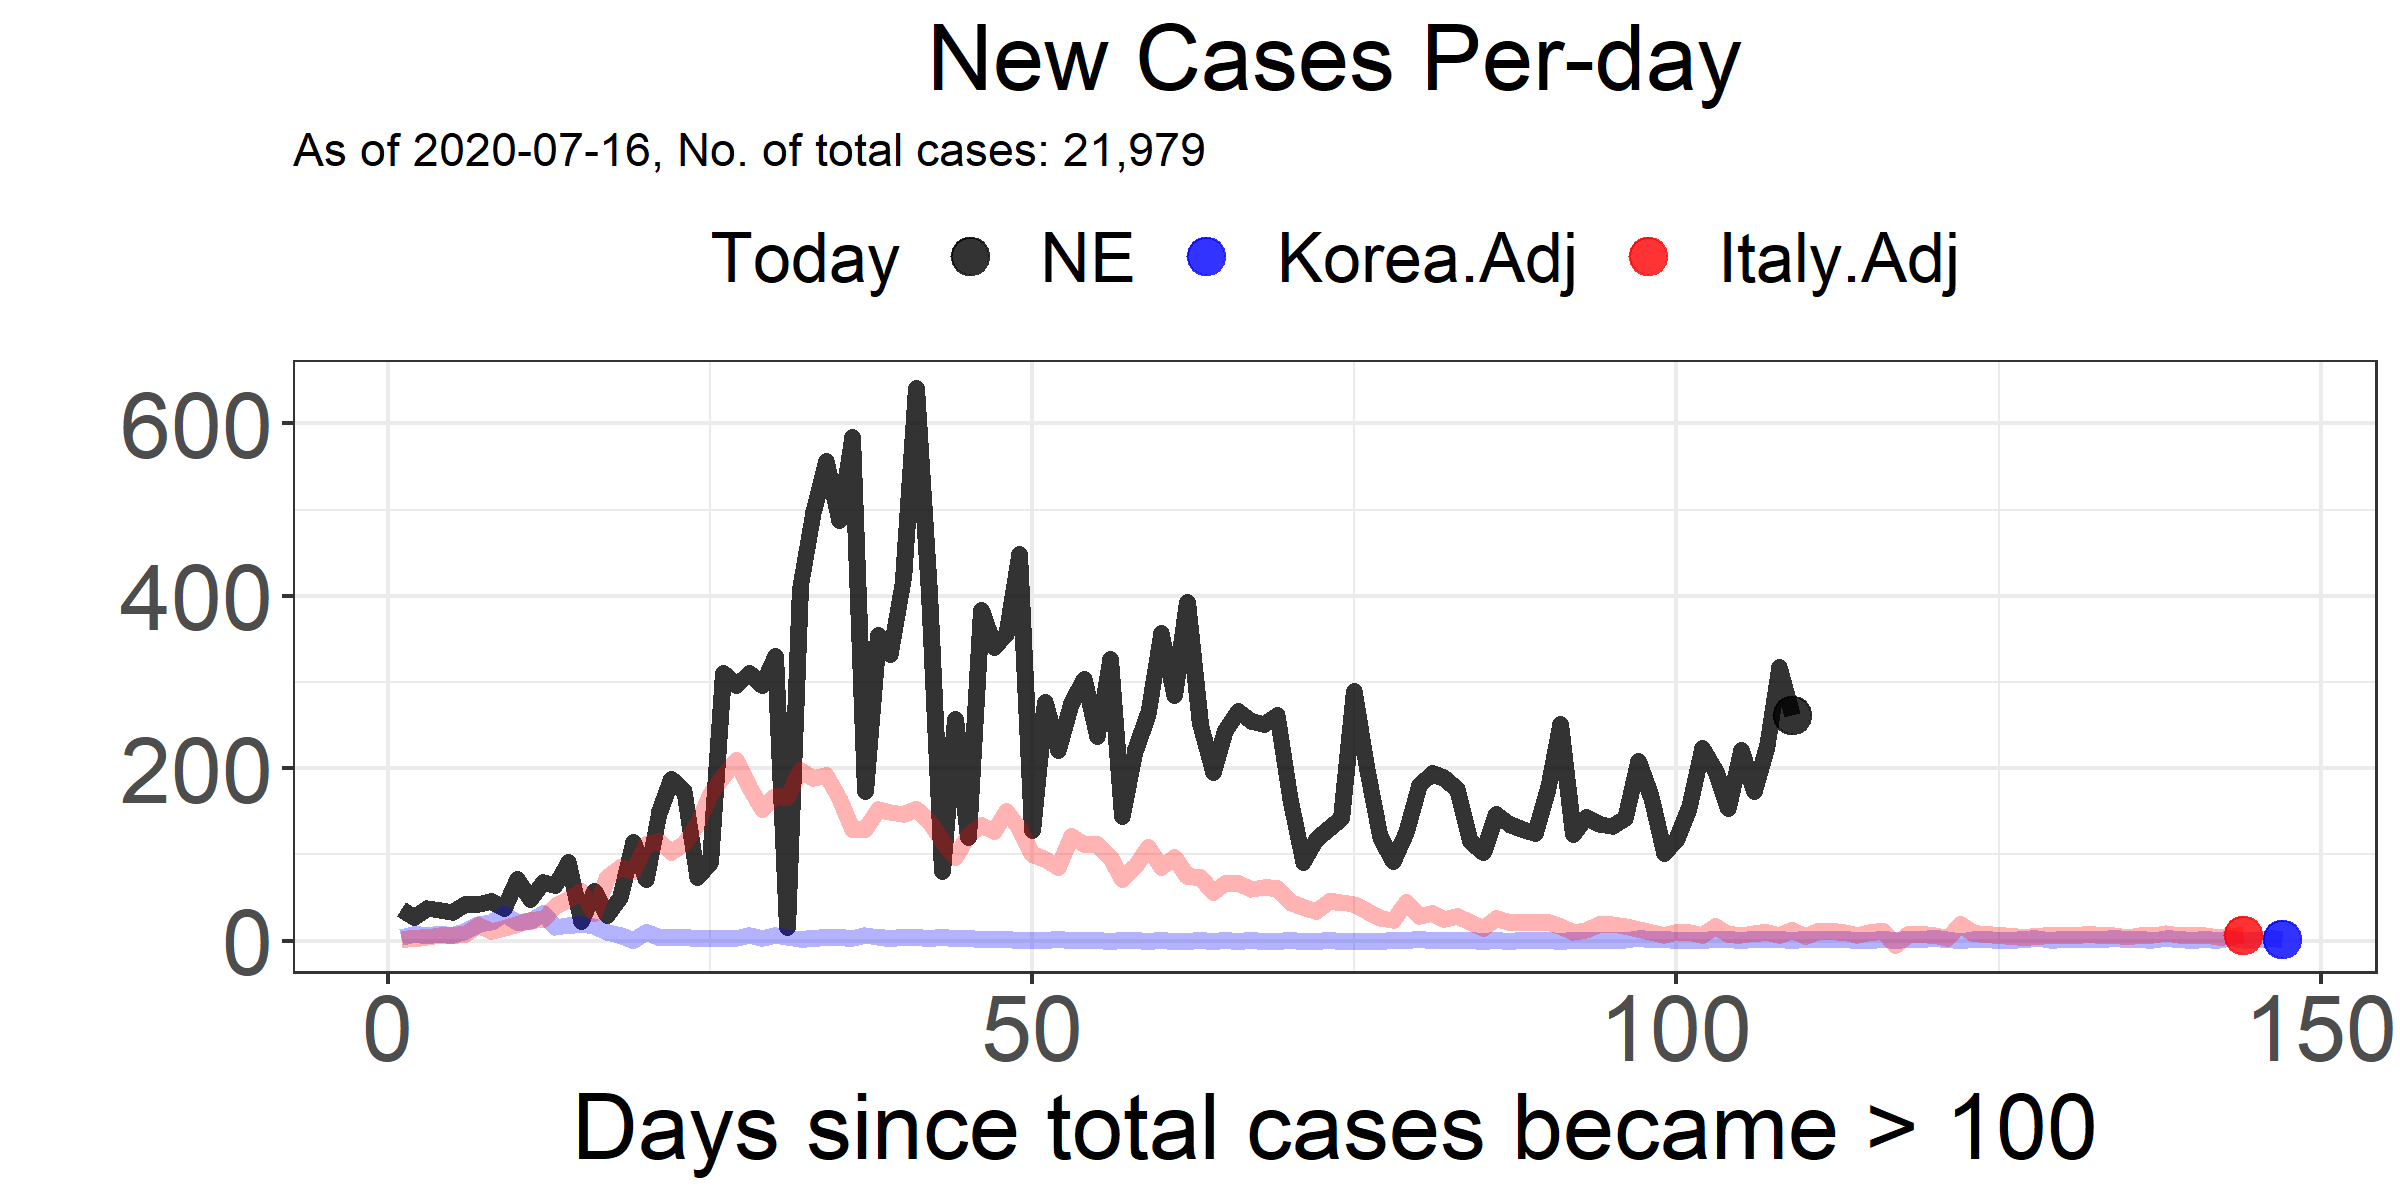 New Cases Per-day
As of 2020-07-16, No. of total cases: 21,979
Today NE Korea.Adj Italy.Adj
600
400
200
0
0 50 100 150
Days since total cases became > 100